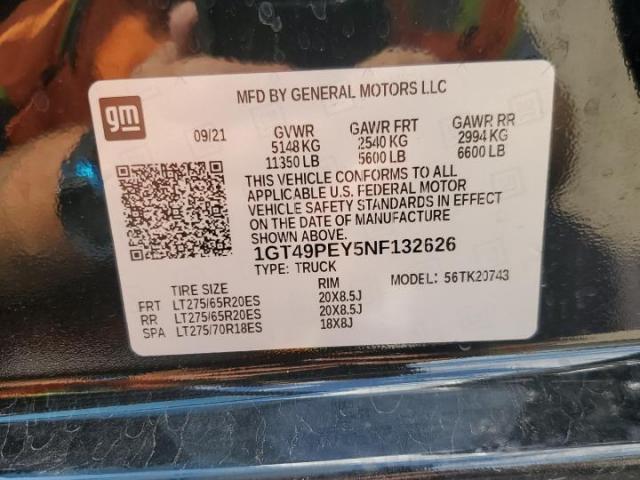 MFD BY GENERAL MOTORS LLC
gm
09/21 GVWR GAWR FRT GAWR RR
5148 KG 2540 KG 2994 KG
11350 LB 5600 LB 6600 LB
THIS VEHICLE CONFORMS TO ALL
APPLICABLE U.S. FEDERAL MOTOR
VEHICLE SAFETY STANDARDS IN EFFECT
ON THE DATE OF MANUFACTURE
SHOWN ABOVE.
1GT49PEY5NF132626
TYPE: TRUCK MODEL: 56TK20743
TIRE SIZE RIM
FRT LT275/65R20ES 20X8.5J
RR LT275/65R20ES 20X8.5J
SPA LT275/70R18ES 18X8J